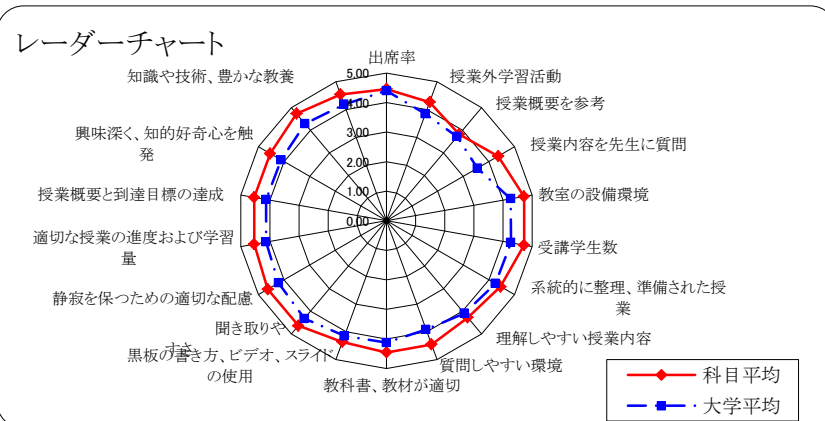 レーダーチャート
出席率
授業外学習活動
授業概要を参考
授業内容を先生に質問
教室の設備環境
受講学生数
系統的に整理、準備された授
業
理解しやすい授業内容
質問しやすい環境
教科書、教材が適切
黒板の書き方、ビデオ、スライド
の使用
聞き取りや
すさ
静寂を保つための適切な配慮
適切な授業の進度および学習
量
授業概要と到達目標の達成
興味深く、知的好奇心を触
発
知識や技術、豊かな教養
5.00
4.00
3.00
2.00
1.00
0.00
科目平均
大学平均